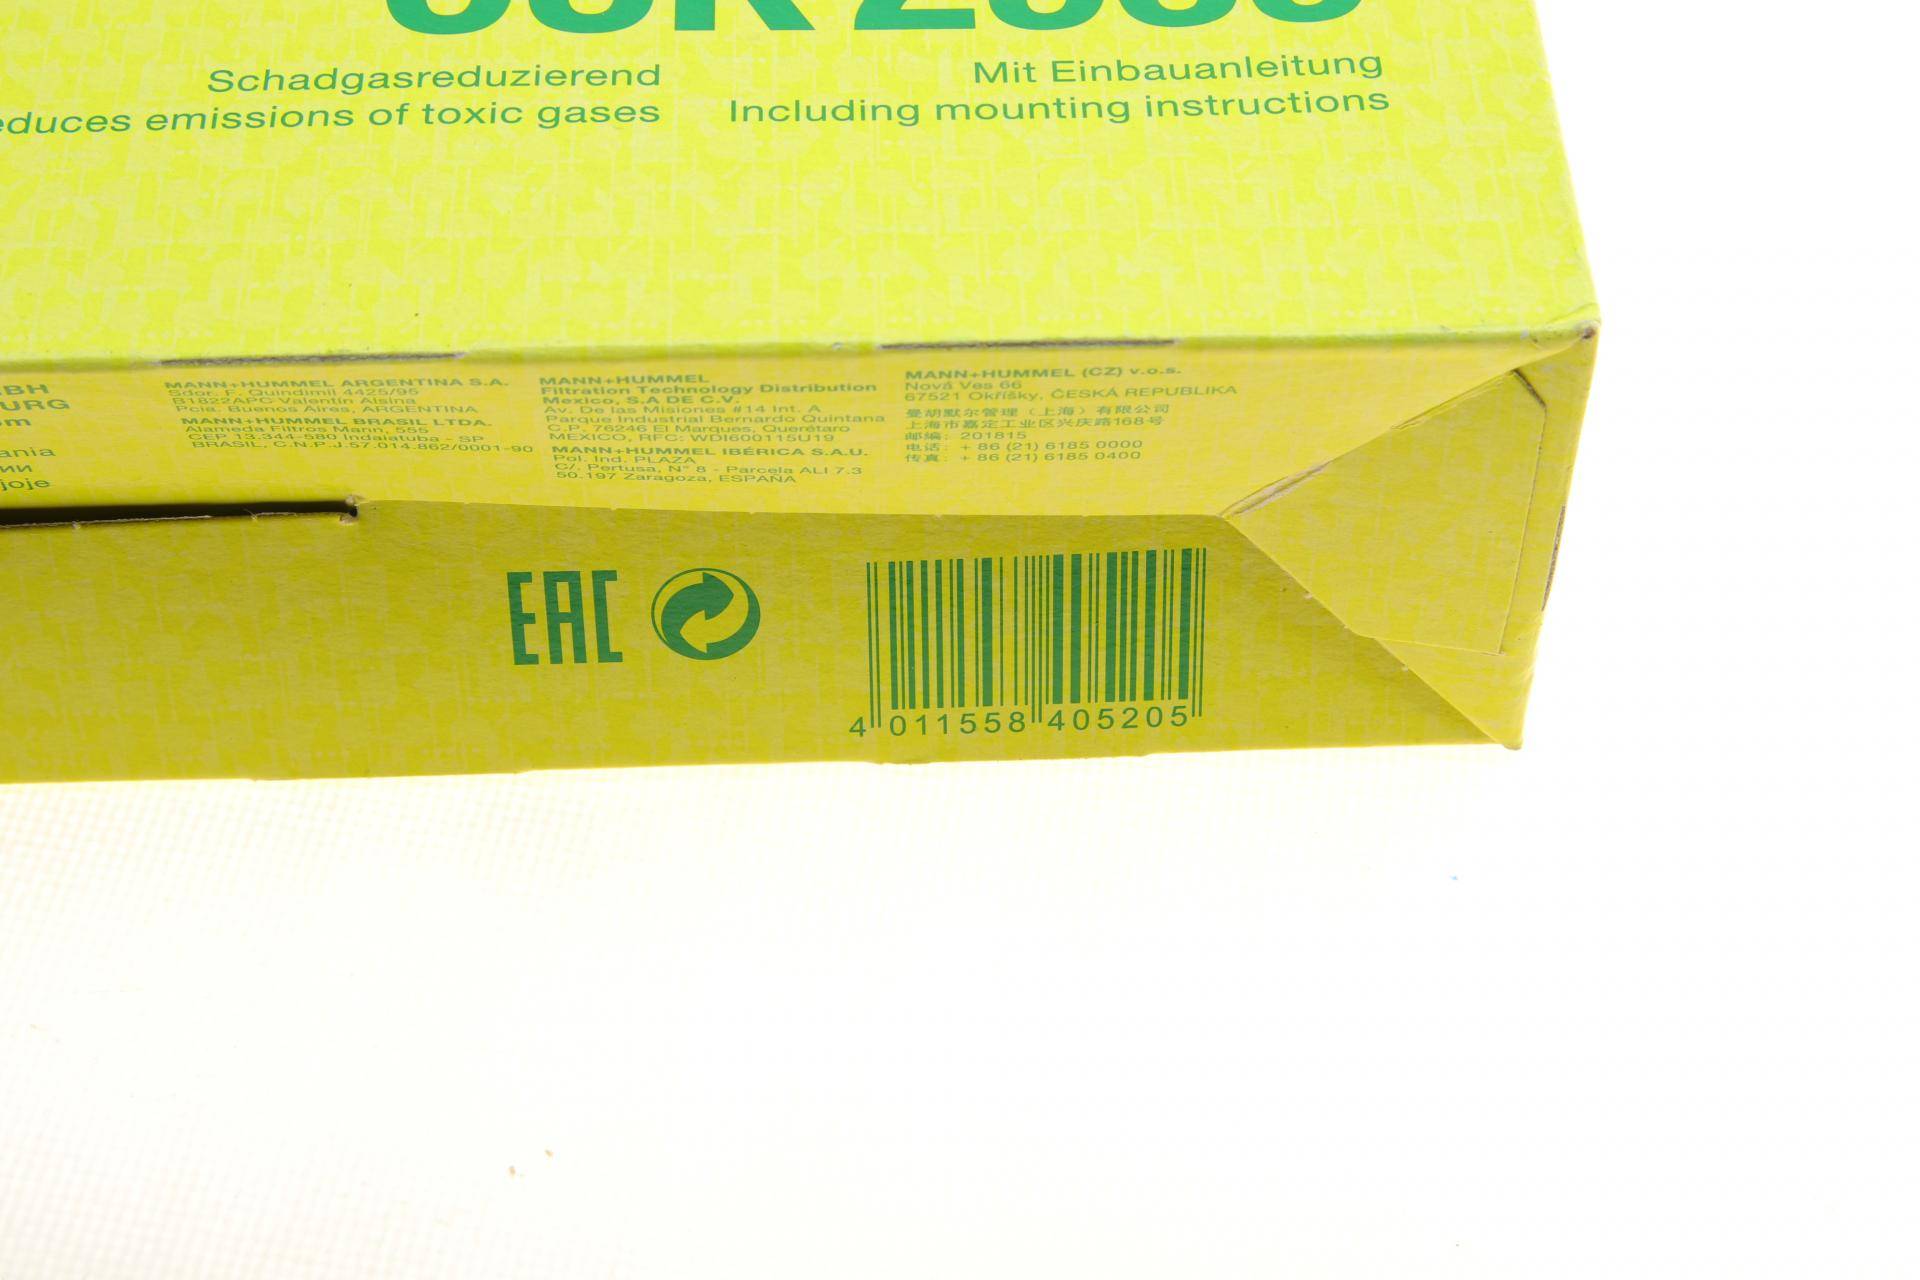 Schadgasreduzierend
Mit Einbauanleitung
emissions of toxic gases
Including mounting instructions
MANN+HUMMEL ARGENTINA S.A.
Sdor. F. Quindimil 4425/95
B1822APC-Valentín Alsina
Pcia. Buenos Aires, ARGENTINA
MANN+HUMMEL BRASIL LTDA.
Alameda Filtros Mann, 555
CEP 13.344-580 Indaiatuba - SP
BRASIL, C.N.P.J.57.014.862/0001-90
MANN+HUMMEL
Filtration Technology Distribution
Mexico, S.A DE C.V.
Av. De las Misiones #14 Int. A
Parque Industrial Bernardo Quintana
C.P. 76246 El Marques, Querétaro
MEXICO, RFC: WDI600115U19
MANN+HUMMEL IBÉRICA S.A.U.
Pol. Ind. PLAZA
C/. Pertusa, N° 8 - Parcela ALI 7.3
50.197 Zaragoza, ESPAÑA
MANN+HUMMEL (CZ) v.o.s.
Nová Ves 66
67521 Okříšky, ČESKÁ REPUBLIKA
曼胡默尔管理（上海）有限公司
上海市嘉定工业区兴庆路168号
邮编: 201815
电话: + 86 (21) 6185 0000
传真: + 86 (21) 6185 0400
EAC
4 011558 405205